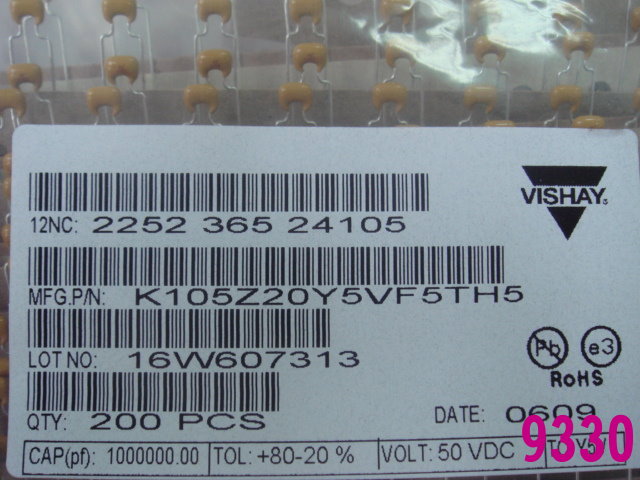 VISHAY
12NC: 2252 365 24105
MFG.P/N: K105Z20Y5VF5TH5
LOT NO: 16W607313
Pb e3
RoHS
QTY: 200 PCS DATE: 0609
CAP(pf): 1000000.00 TOL: +80-20 % VOLT: 50 VDC
9330